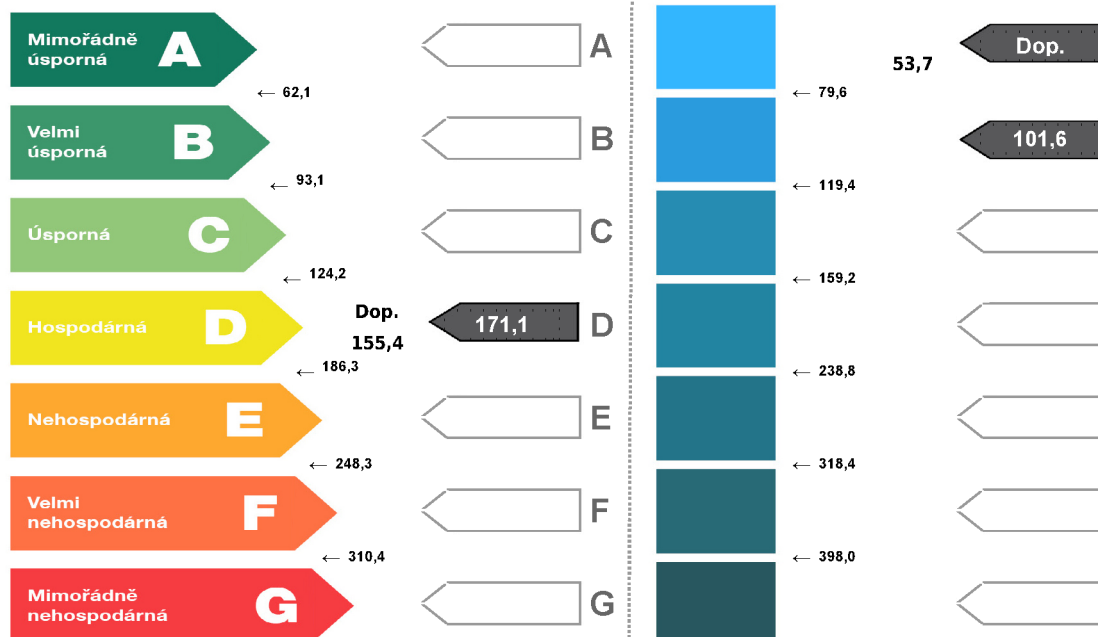 Mimořádně
úsporná
A
A
53,7
Dop.
← 62,1
← 79,6
Velmi
úsporná
B
B
101,6
← 93,1
← 119,4
Úsporná
C
C
← 124,2
← 159,2
Hospodárná
D
Dop.
155,4
171,1
D
← 186,3
← 238,8
Nehospodárná
E
E
← 248,3
← 318,4
Velmi
nehospodárná
F
F
← 310,4
← 398,0
Mimořádně
nehospodárná
G
G